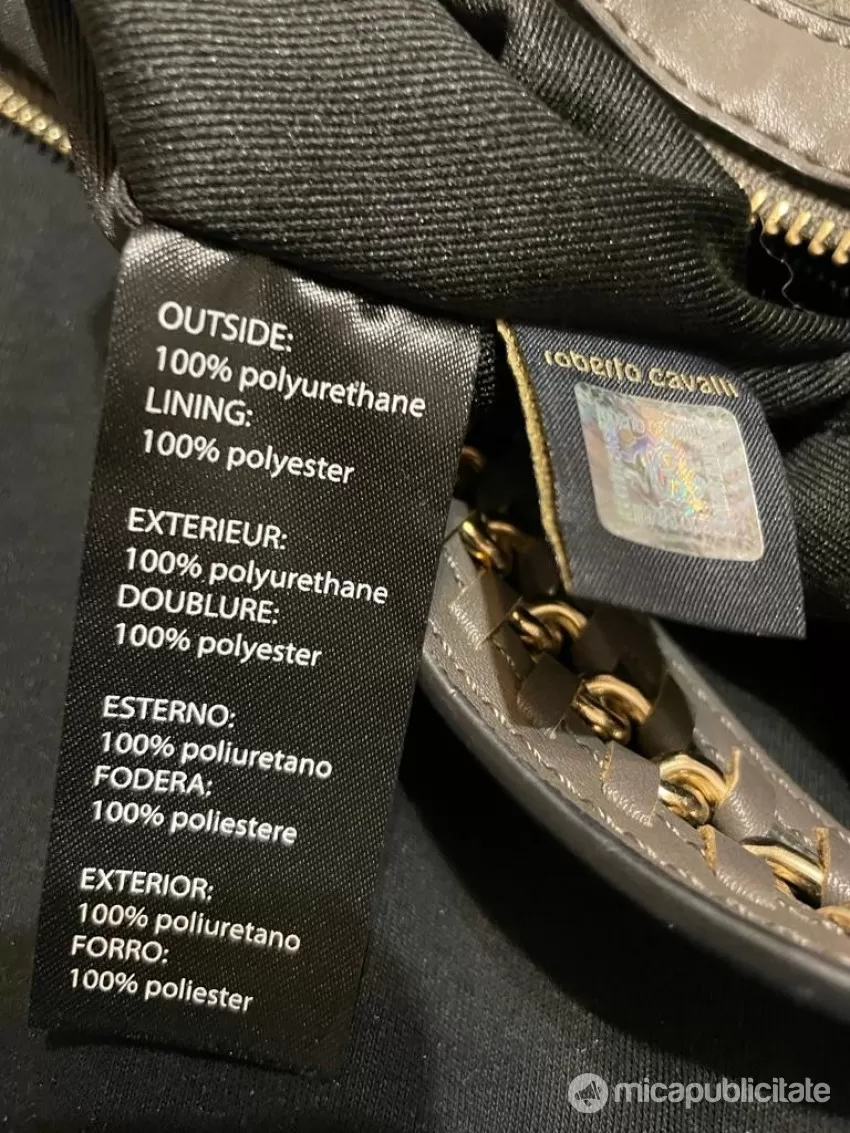 OUTSIDE:
100% polyurethane
LINING:
100% polyester
EXTERIEUR:
100% polyurethane
DOUBLURE:
100% polyester
ESTERNO:
100% poliuretano
FODERA:
100% poliestere
EXTERIOR:
100% poliuretano
FORRO:
100% poliester
roberto cavalli
micapublicitate